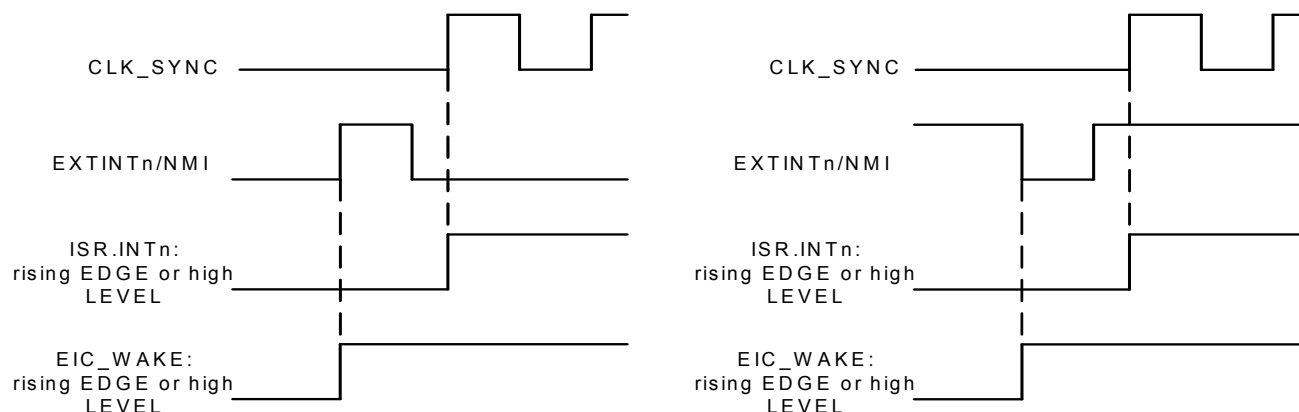 CLK_SYNC
EXTINTn/NMI
ISR.INTn:
rising EDGE or high
LEVEL
EIC_WAKE:
rising EDGE or high
LEVEL
CLK_SYNC
EXTINTn/NMI
ISR.INTn:
rising EDGE or high
LEVEL
EIC_WAKE:
rising EDGE or high
LEVEL